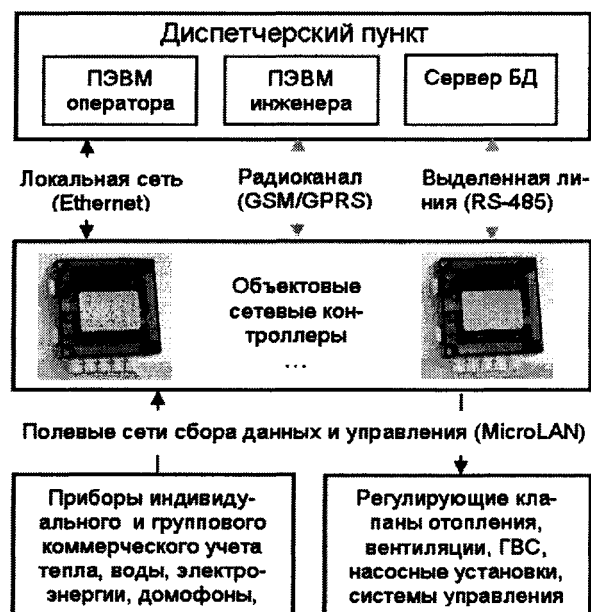 Диспетчерский пункт
ПЭВМ
оператора
ПЭВМ
инженера
Сервер БД
Локальная сеть
(Ethernet)
Радиоканал
(GSM/GPRS)
Выделенная ли-
ния (RS-485)
Объектовые
сетевые кон-
троллеры
...
Полевые сети сбора данных и управления (MicroLAN)
Приборы индивиду-
ального и группового
коммерческого учета
тепла, воды, электро-
энергии, домофоны,
Регулирующие кла-
паны отопления,
вентиляции, ГВС,
насосные установки,
системы управления